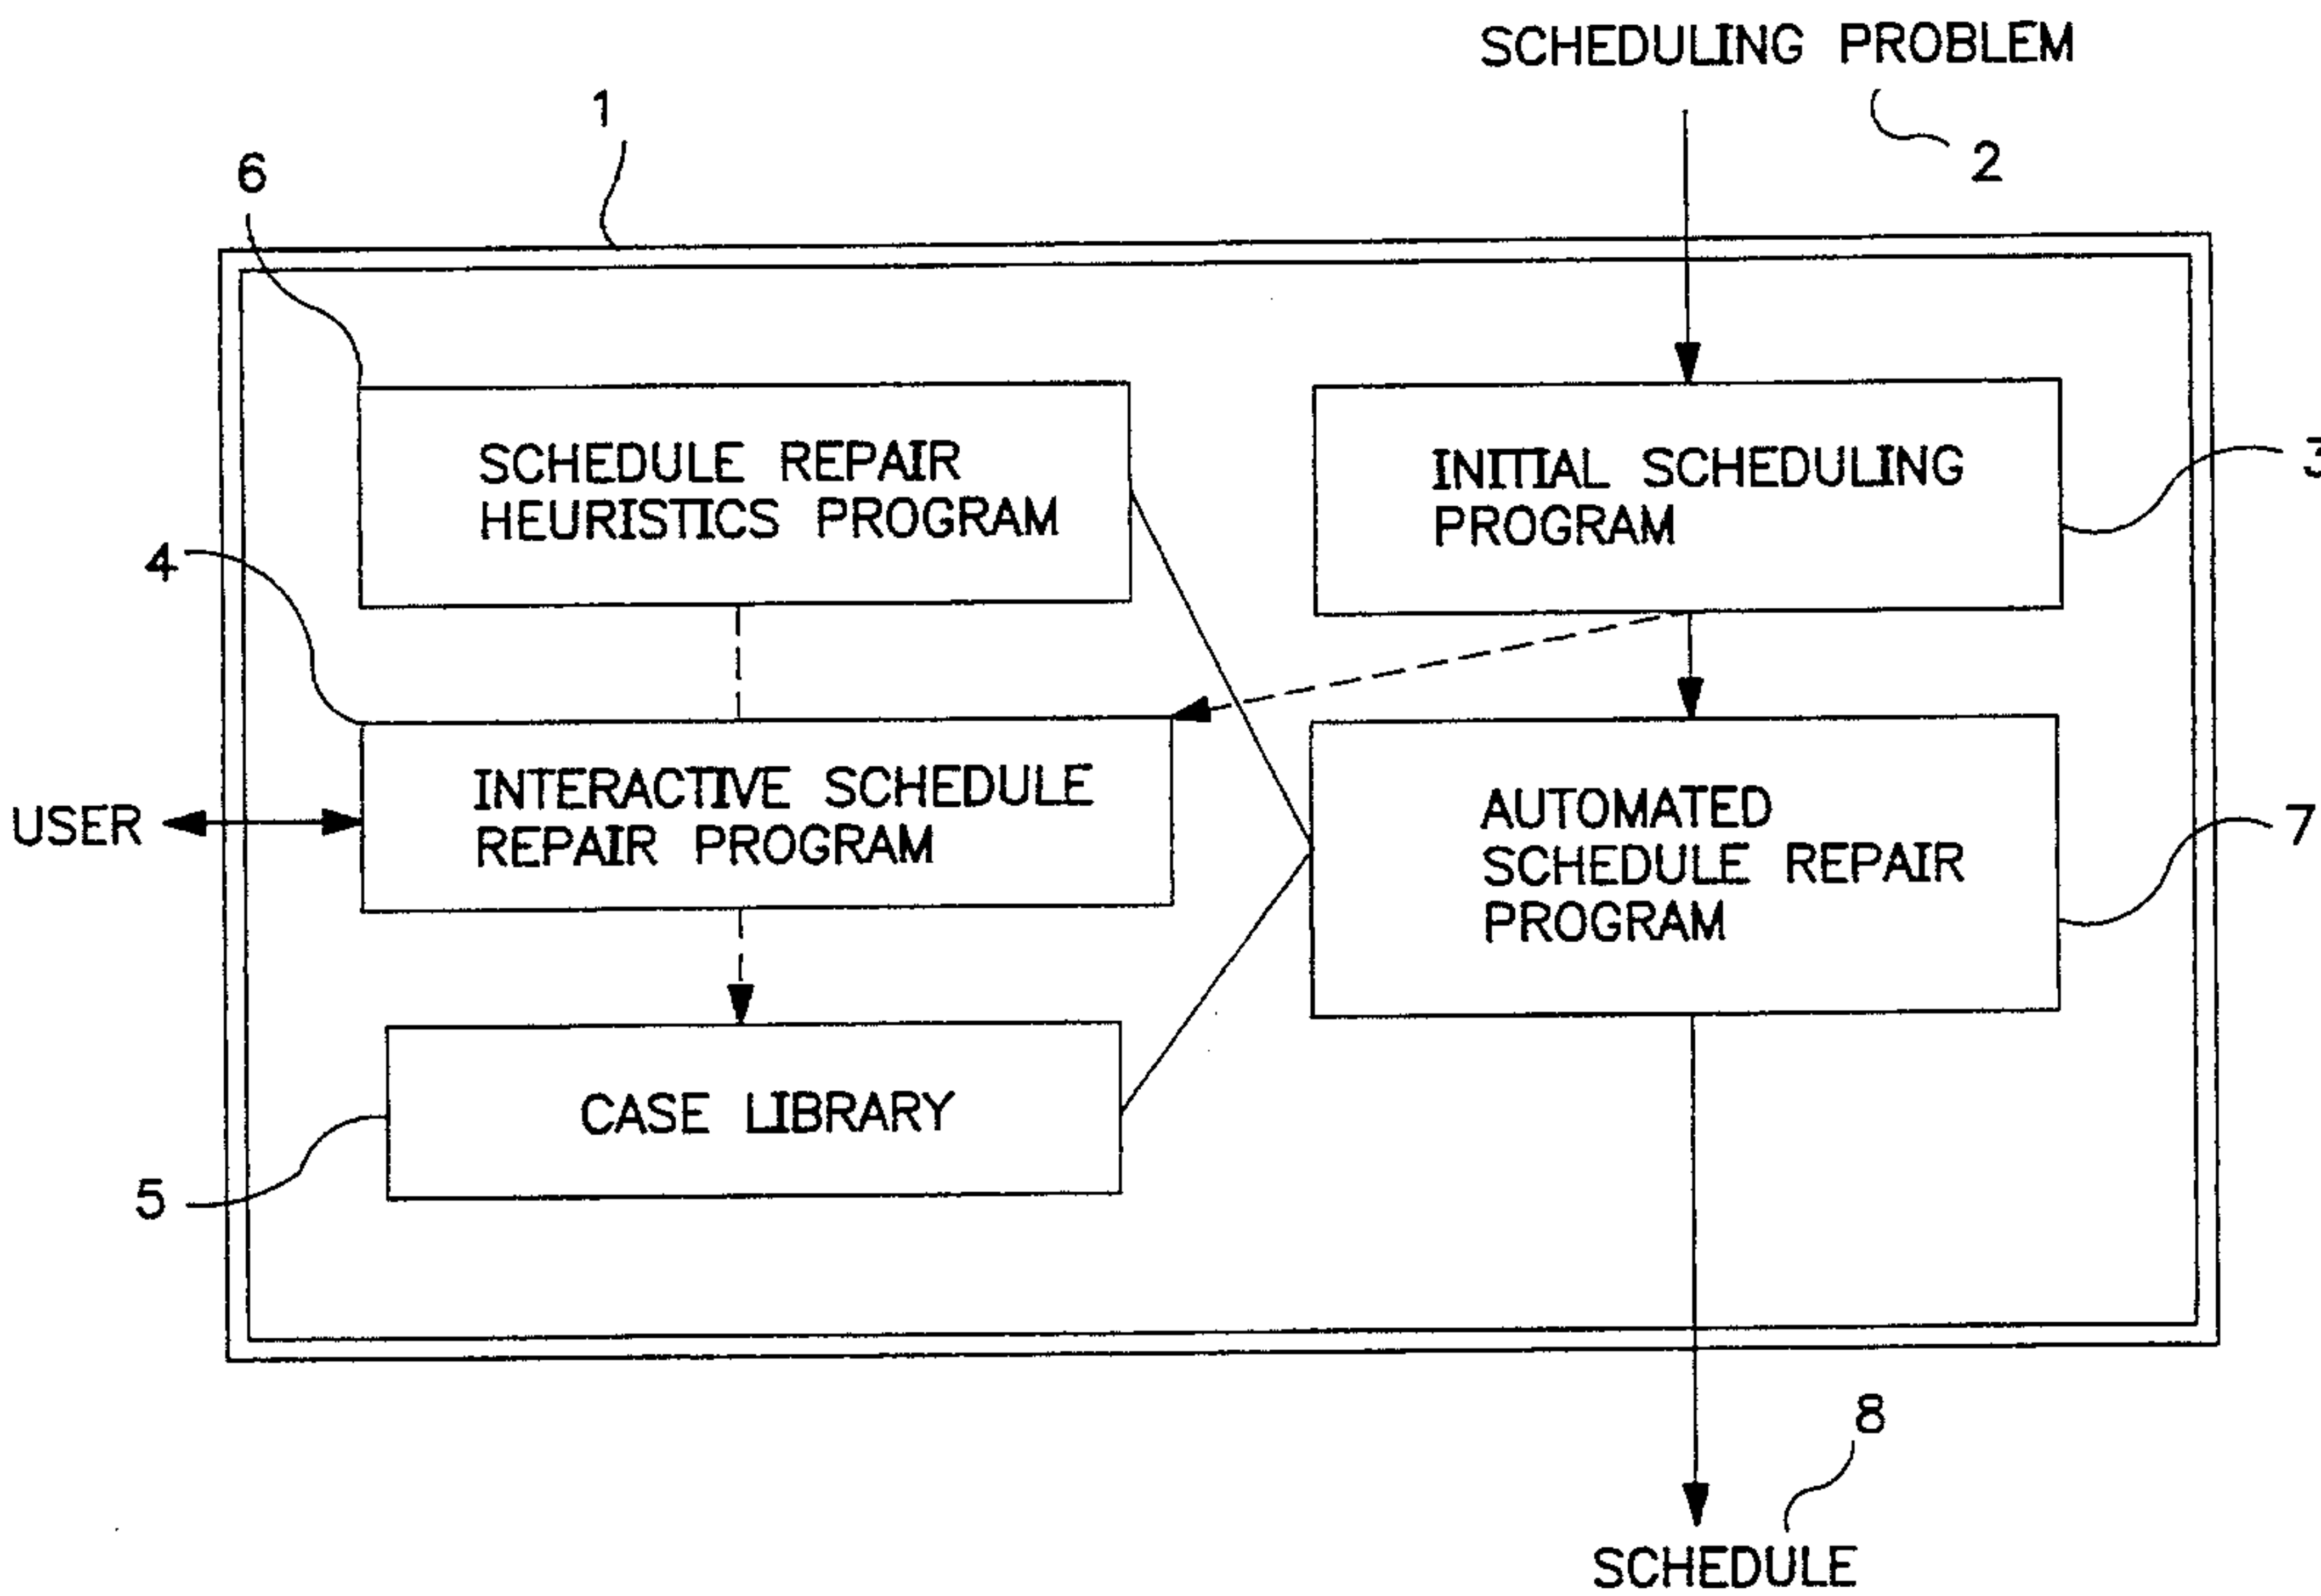 SCHEDULING PROBLEM
1
2
6
SCHEDULE REPAIR
HEURISTICS PROGRAM
INITIAL SCHEDULING
PROGRAM
3
4
INTERACTIVE SCHEDULE
REPAIR PROGRAM
USER
AUTOMATED
SCHEDULE REPAIR
PROGRAM
7
CASE LIBRARY
5
8
SCHEDULE